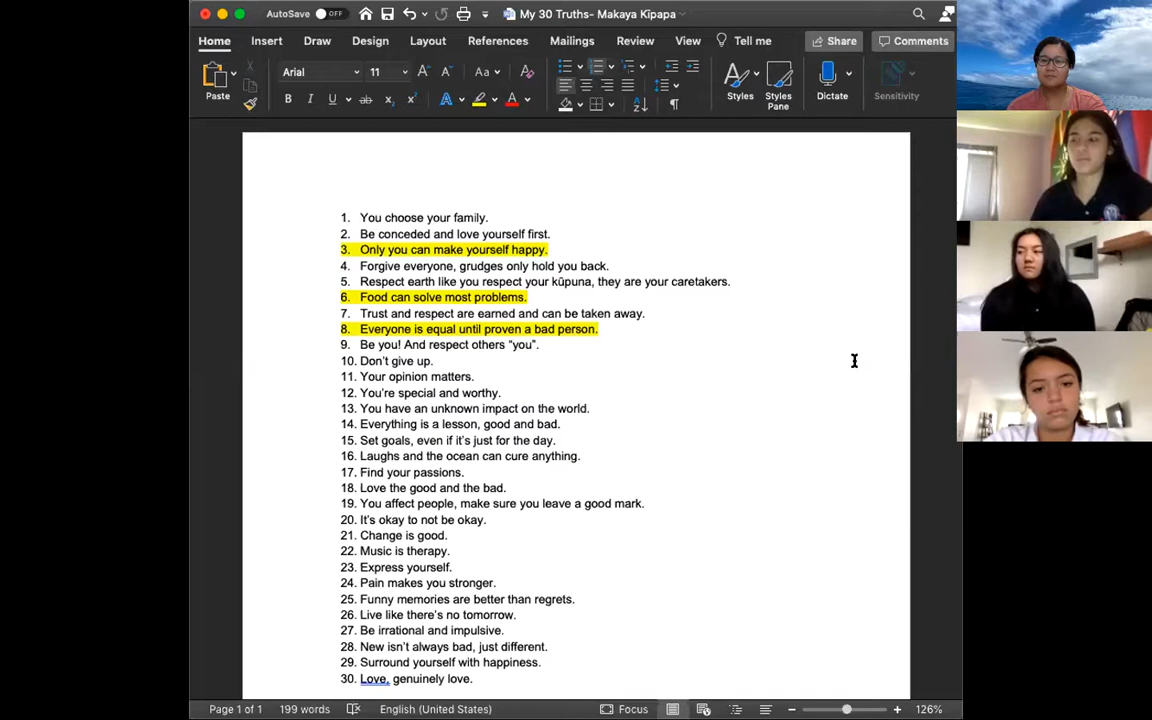 AutoSave OFF My 30 Truths- Makaya Kīpapa
Home Insert Draw Design Layout References Mailings Review View Tell me Share Comments
Paste Arial 11 Aa Styles Styles Pane Dictate Sensitivity
1. You choose your family.
2. Be conceded and love yourself first.
3. Only you can make yourself happy.
4. Forgive everyone, grudges only hold you back.
5. Respect earth like you respect your kūpuna, they are your caretakers.
6. Food can solve most problems.
7. Trust and respect are earned and can be taken away.
8. Everyone is equal until proven a bad person.
9. Be you! And respect others “you”.
10. Don’t give up.
11. Your opinion matters.
12. You’re special and worthy.
13. You have an unknown impact on the world.
14. Everything is a lesson, good and bad.
15. Set goals, even if it’s just for the day.
16. Laughs and the ocean can cure anything.
17. Find your passions.
18. Love the good and the bad.
19. You affect people, make sure you leave a good mark.
20. It’s okay to not be okay.
21. Change is good.
22. Music is therapy.
23. Express yourself.
24. Pain makes you stronger.
25. Funny memories are better than regrets.
26. Live like there’s no tomorrow.
27. Be irrational and impulsive.
28. New isn’t always bad, just different.
29. Surround yourself with happiness.
30. Love, genuinely love.
Page 1 of 1 199 words English (United States) Focus 126%